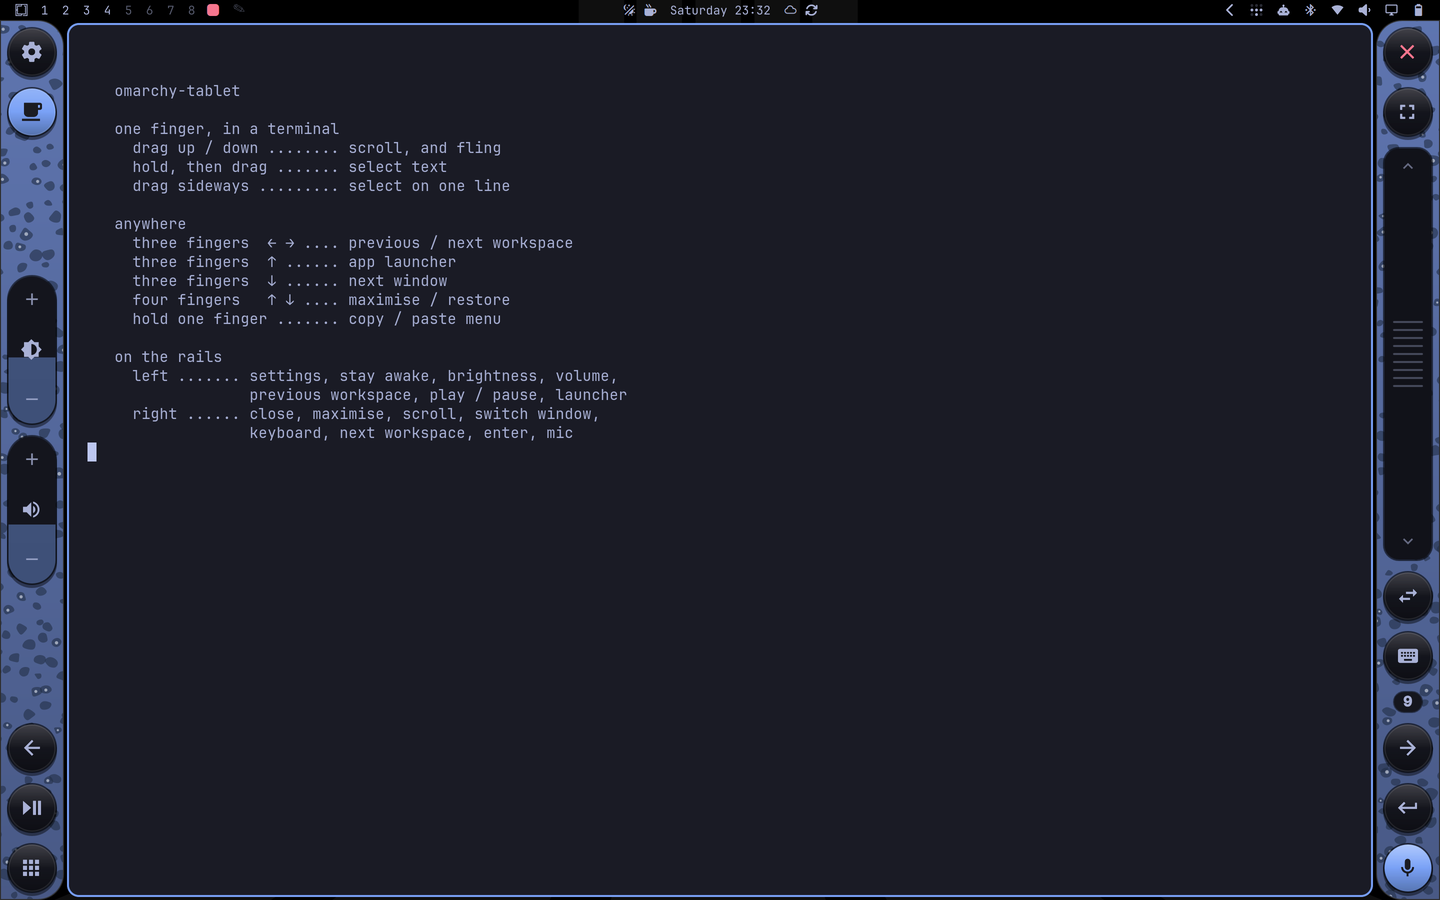 1 2 3 4 5 6 7 8
Saturday 23:32
omarchy-tablet
one finger, in a terminal
drag up / down ........ scroll, and fling
hold, then drag ....... select text
drag sideways ......... select on one line
anywhere
three fingers  ← → .... previous / next workspace
three fingers  ↑ ...... app launcher
three fingers  ↓ ...... next window
four fingers   ↑ ↓ .... maximise / restore
hold one finger ....... copy / paste menu
on the rails
left ....... settings, stay awake, brightness, volume,
previous workspace, play / pause, launcher
right ...... close, maximise, scroll, switch window,
keyboard, next workspace, enter, mic
9